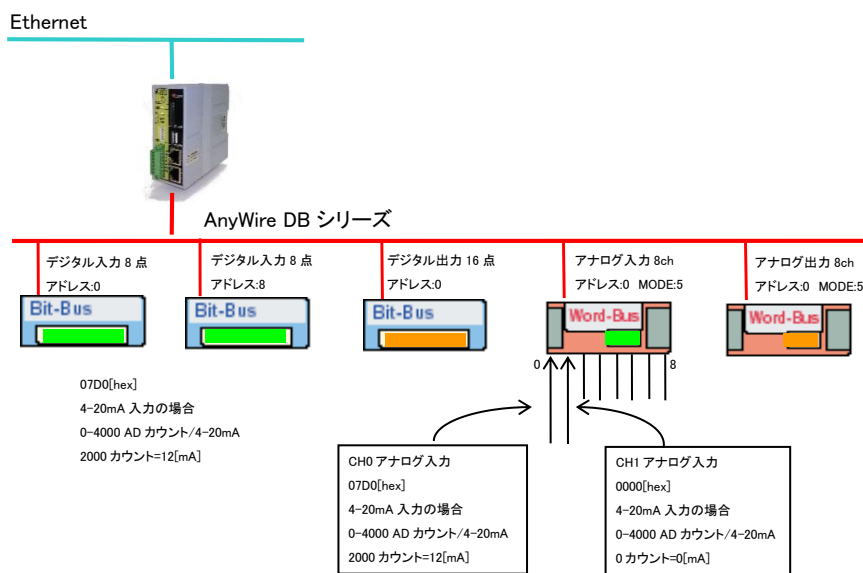 Ethernet
AnyWire DB シリーズ
デジタル入力 8 点
アドレス:0
Bit-Bus
デジタル入力 8 点
アドレス:8
Bit-Bus
デジタル出力 16 点
アドレス:0
Bit-Bus
アナログ入力 8ch
アドレス:0 MODE:5
Word-Bus
アナログ出力 8ch
アドレス:0 MODE:5
Word-Bus
0
8
07D0[hex]
4-20mA 入力の場合
0-4000 AD カウント/4-20mA
2000 カウント=12[mA]
CH0 アナログ入力
07D0[hex]
4-20mA 入力の場合
0-4000 AD カウント/4-20mA
2000 カウント=12[mA]
CH1 アナログ入力
0000[hex]
4-20mA 入力の場合
0-4000 AD カウント/4-20mA
0 カウント=0[mA]